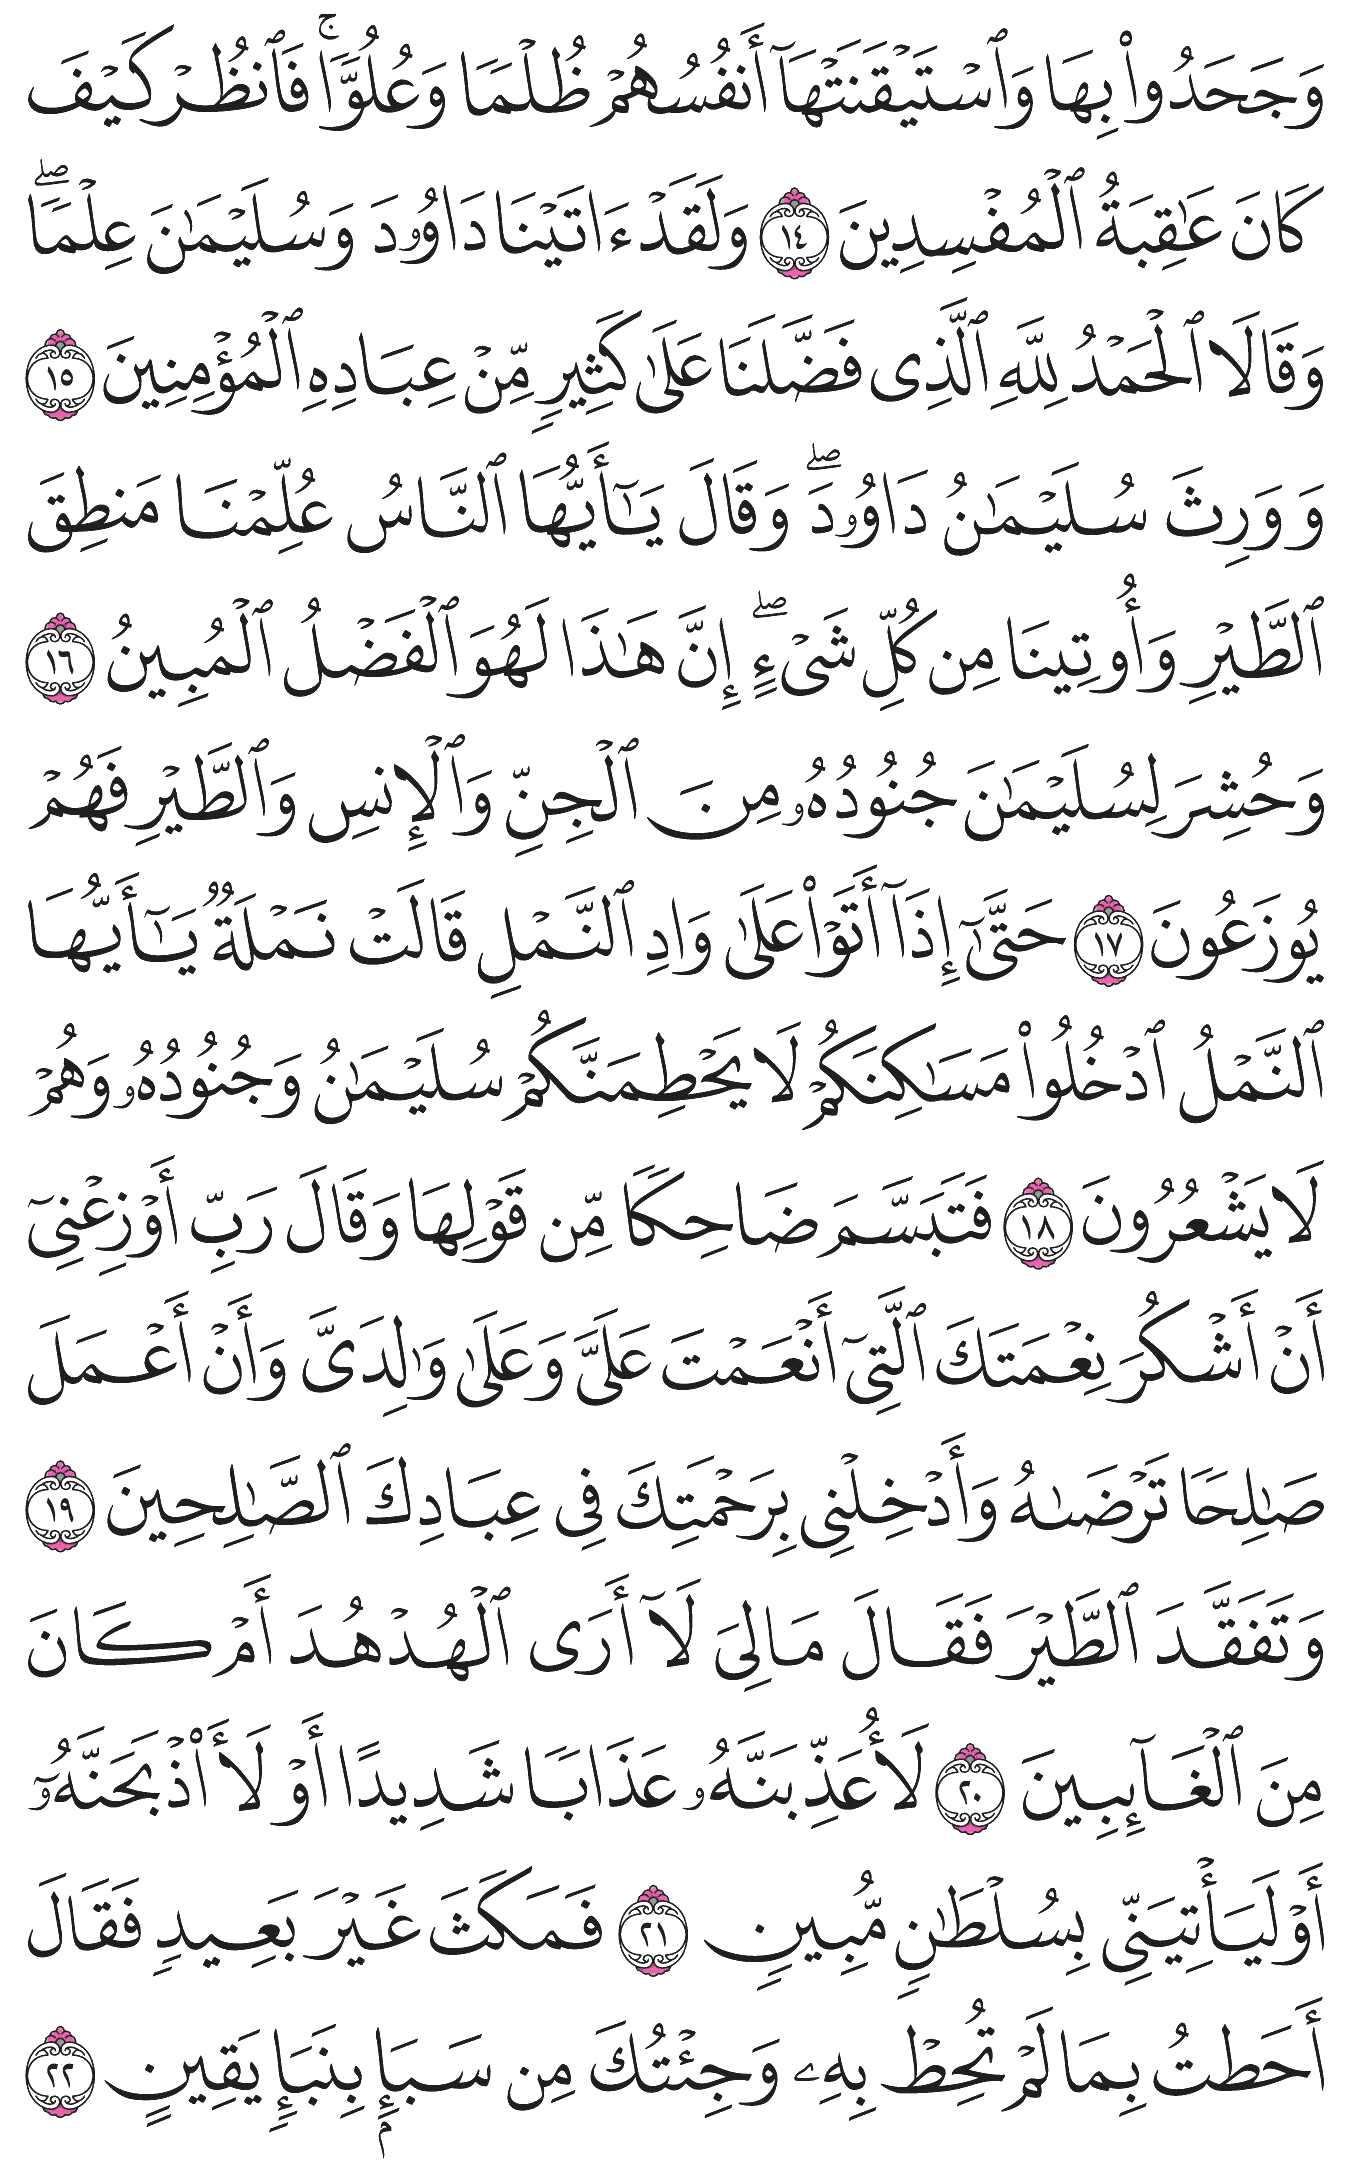 وَجَحَدُوا۟ بِهَا وَٱسْتَيْقَنَتْهَآ أَنفُسُهُمْ ظُلْمًا وَعُلُوًّا ۚ فَٱنظُرْ كَيْفَ
كَانَ عَـٰقِبَةُ ٱلْمُفْسِدِينَ ١٤ وَلَقَدْ ءَاتَيْنَا دَاوُۥدَ وَسُلَيْمَـٰنَ عِلْمًا ۖ
وَقَالَا ٱلْحَمْدُ لِلَّهِ ٱلَّذِى فَضَّلَنَا عَلَىٰ كَثِيرٍ مِّنْ عِبَادِهِ ٱلْمُؤْمِنِينَ ١٥
وَوَرِثَ سُلَيْمَـٰنُ دَاوُۥدَ ۖ وَقَالَ يَـٰٓأَيُّهَا ٱلنَّاسُ عُلِّمْنَا مَنطِقَ
ٱلطَّيْرِ وَأُوتِينَا مِن كُلِّ شَىْءٍ ۖ إِنَّ هَـٰذَا لَهُوَ ٱلْفَضْلُ ٱلْمُبِينُ ١٦
وَحُشِرَ لِسُلَيْمَـٰنَ جُنُودُهُۥ مِنَ ٱلْجِنِّ وَٱلْإِنسِ وَٱلطَّيْرِ فَهُمْ
يُوزَعُونَ ١٧ حَتَّىٰٓ إِذَآ أَتَوْا۟ عَلَىٰ وَادِ ٱلنَّمْلِ قَالَتْ نَمْلَةٌ يَـٰٓأَيُّهَا
ٱلنَّمْلُ ٱدْخُلُوا۟ مَسَـٰكِنَكُمْ لَا يَحْطِمَنَّكُمْ سُلَيْمَـٰنُ وَجُنُودُهُۥ وَهُمْ
لَا يَشْعُرُونَ ١٨ فَتَبَسَّمَ ضَاحِكًا مِّن قَوْلِهَا وَقَالَ رَبِّ أَوْزِعْنِىٓ
أَنْ أَشْكُرَ نِعْمَتَكَ ٱلَّتِىٓ أَنْعَمْتَ عَلَىَّ وَعَلَىٰ وَٰلِدَىَّ وَأَنْ أَعْمَلَ
صَـٰلِحًا تَرْضَىٰهُ وَأَدْخِلْنِى بِرَحْمَتِكَ فِى عِبَادِكَ ٱلصَّـٰلِحِينَ ١٩
وَتَفَقَّدَ ٱلطَّيْرَ فَقَالَ مَالِىَ لَآ أَرَى ٱلْهُدْهُدَ أَمْ كَانَ
مِنَ ٱلْغَآئِبِينَ ٢٠ لَأُعَذِّبَنَّهُۥ عَذَابًا شَدِيدًا أَوْ لَأَا۟ذْبَحَنَّهُۥٓ
أَوْ لَيَأْتِيَنِّى بِسُلْطَـٰنٍ مُّبِينٍ ٢١ فَمَكَثَ غَيْرَ بَعِيدٍ فَقَالَ
أَحَطتُ بِمَا لَمْ تُحِطْ بِهِۦ وَجِئْتُكَ مِن سَبَإٍۭ بِنَبَإٍ يَقِينٍ ٢٢